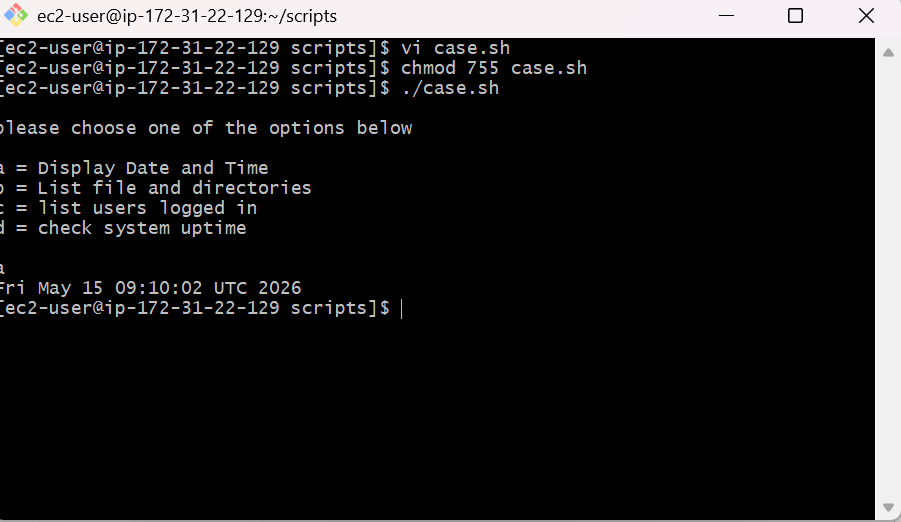 ec2-user@ip-172-31-22-129:~/scripts
[ec2-user@ip-172-31-22-129 scripts]$ vi case.sh
[ec2-user@ip-172-31-22-129 scripts]$ chmod 755 case.sh
[ec2-user@ip-172-31-22-129 scripts]$ ./case.sh
please choose one of the options below
a = Display Date and Time
b = List file and directories
c = list users logged in
d = check system uptime
a
Fri May 15 09:10:02 UTC 2026
[ec2-user@ip-172-31-22-129 scripts]$